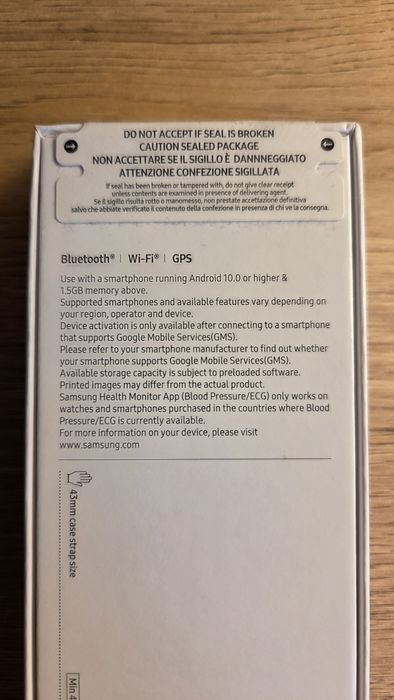 DO NOT ACCEPT IF SEAL IS BROKEN
CAUTION SEALED PACKAGE
NON ACCETTARE SE IL SIGILLO È DANNNEGGIATO
ATTENZIONE CONFEZIONE SIGILLATA
If seal has been broken or tampered with, do not give clear receipt
unless contents are examined in presence of delivering agent.
Se il sigillo risulta rotto o manomesso, non prestate accettazione definitiva
salvo che abbiate verificato il contenuto della confezione in presenza di chi ve la consegna.
Bluetooth® | Wi-Fi® | GPS
Use with a smartphone running Android 10.0 or higher &
1.5GB memory above.
Supported smartphones and available features vary depending on
your region, operator and device.
Device activation is only available after connecting to a smartphone
that supports Google Mobile Services(GMS).
Please refer to your smartphone manufacturer to find out whether
your smartphone supports Google Mobile Services(GMS).
Available storage capacity is subject to preloaded software.
Printed images may differ from the actual product.
Samsung Health Monitor App (Blood Pressure/ECG) only works on
watches and smartphones purchased in the countries where Blood
Pressure/ECG is currently available.
For more information on your device, please visit
www.samsung.com
43mm case strap size
Min 4